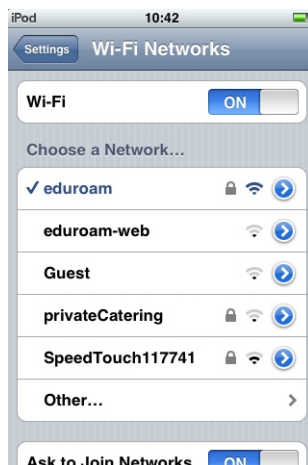 iPod 10:42
Settings Wi-Fi Networks
Wi-Fi ON
Choose a Network...
eduroam
eduroam-web
Guest
privateCatering
SpeedTouch117741
Other...
Ask to Join Networks ON